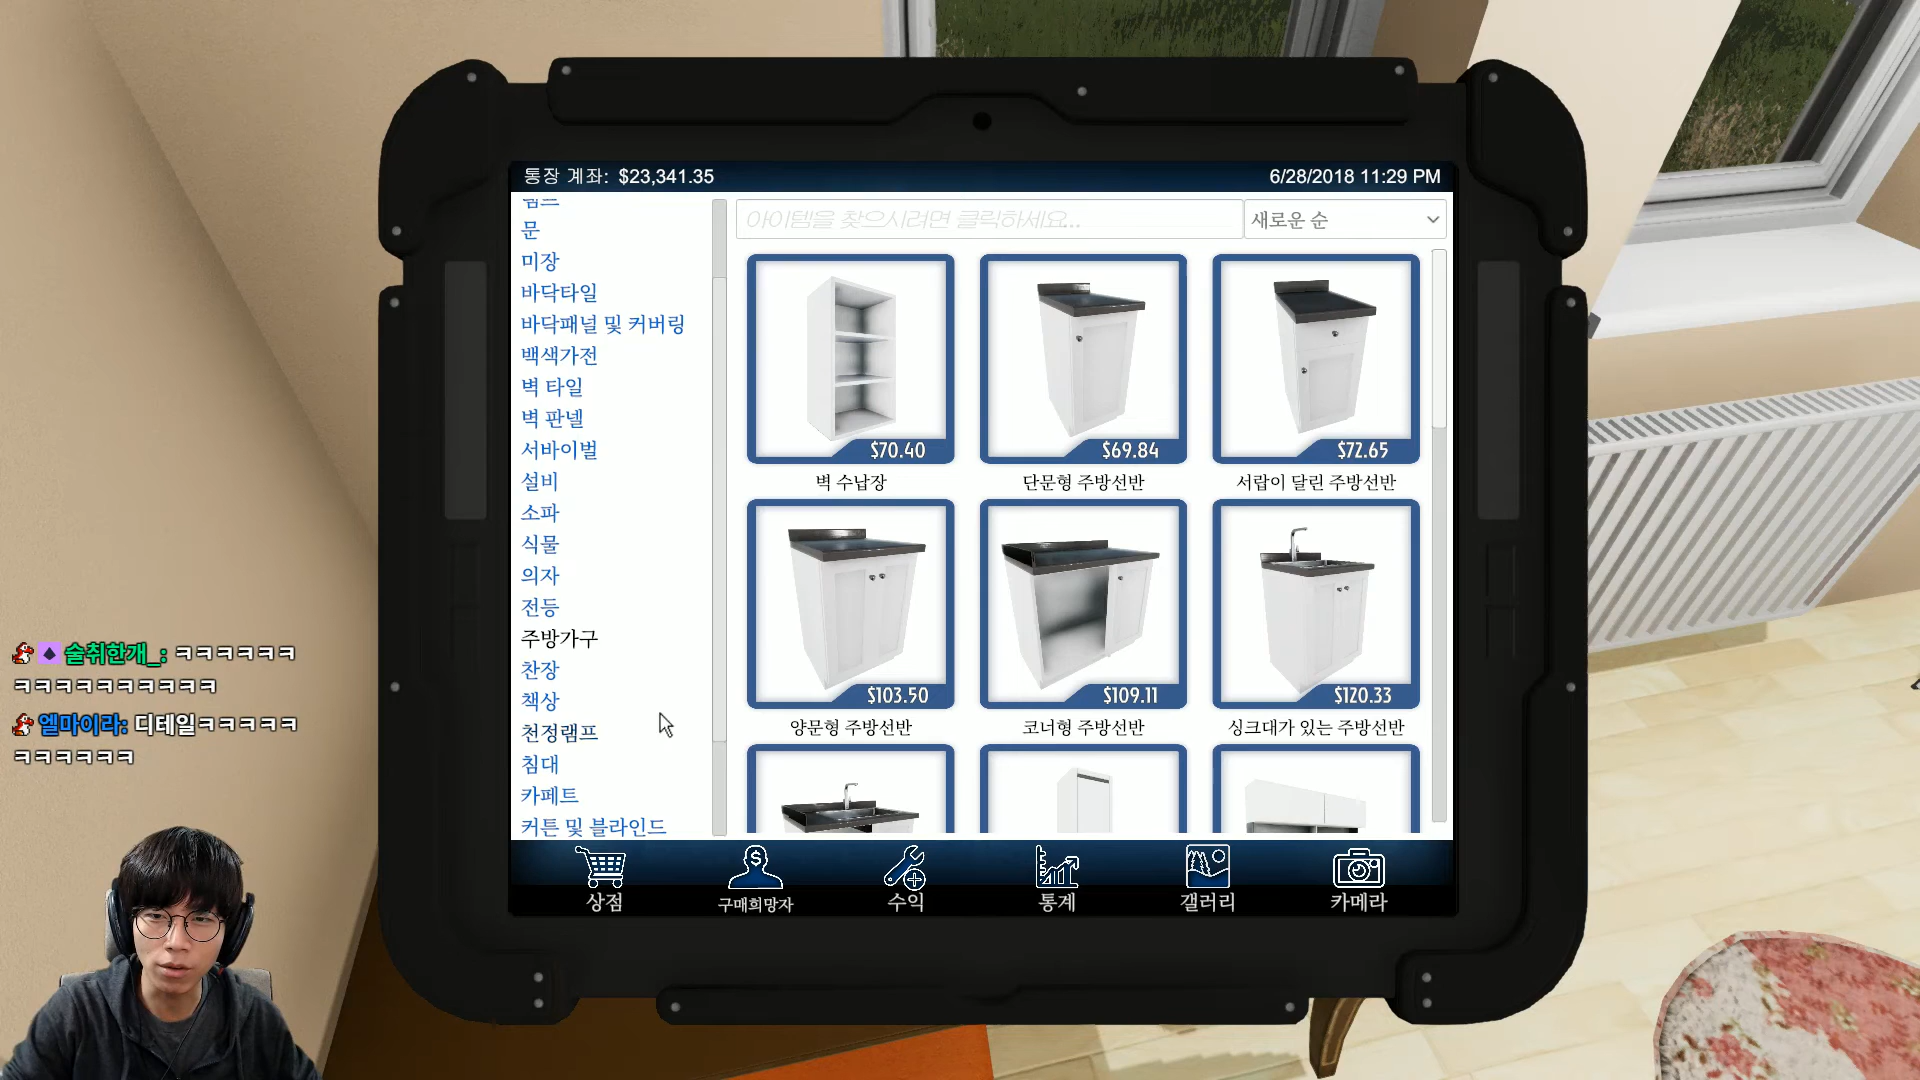 통장 계좌: $23,341.35
6/28/2018 11:29 PM
램프
문
미장
바닥타일
바닥패널 및 커버링
백색가전
벽 타일
벽 판넬
서바이벌
설비
소파
식물
의자
전등
주방가구
찬장
책상
천정램프
침대
카페트
커튼 및 블라인드
아이템을 찾으시려면 클릭하세요...
새로운 순
$70.40
$69.84
$72.65
벽 수납장
단문형 주방선반
서랍이 달린 주방선반
$103.50
$109.11
$120.33
양문형 주방선반
코너형 주방선반
싱크대가 있는 주방선반
상점
구매희망자
수익
통계
갤러리
카메라
술취한개_: ㅋㅋㅋㅋㅋㅋ
ㅋㅋㅋㅋㅋㅋㅋㅋㅋㅋ
엘마이라: 디테일ㅋㅋㅋㅋㅋ
ㅋㅋㅋㅋㅋㅋ